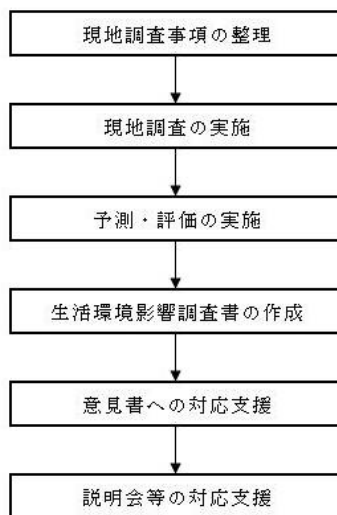 現地調査事項の整理
現地調査の実施
予測・評価の実施
生活環境影響調査書の作成
意見書への対応支援
説明会等の対応支援